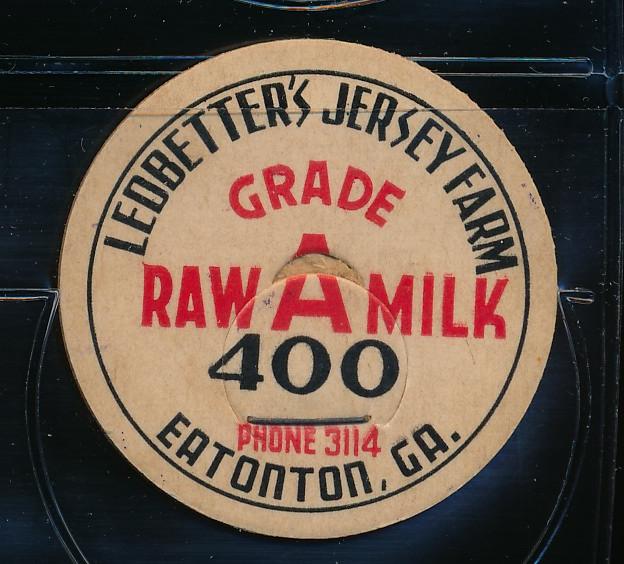 LEDBETTER'S JERSEY FARM
GRADE
A
RAW MILK
400
PHONE 3114
EATONTON, GA.